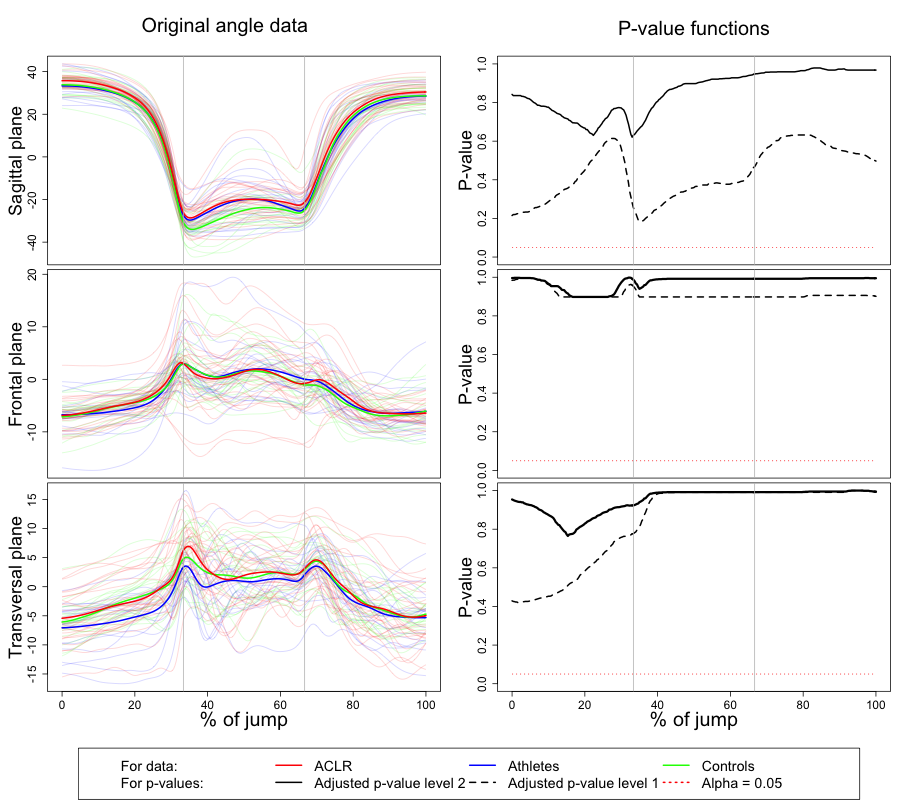 Original angle data
P-value functions
Sagittal plane
40
20
0
-20
-40
P-value
1.0
0.8
0.6
0.4
0.2
0.0
Frontal plane
20
10
0
-10
P-value
1.0
0.8
0.6
0.4
0.2
0.0
Transversal plane
15
10
5
0
-5
-10
-15
P-value
1.0
0.8
0.6
0.4
0.2
0.0
0 20 40 60 80 100
% of jump
0 20 40 60 80 100
% of jump
For data: ACLR Athletes Controls
For p-values: Adjusted p-value level 2 Adjusted p-value level 1 Alpha = 0.05